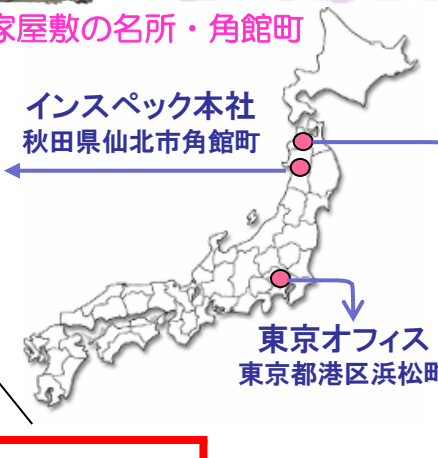 家屋敷の名所・角館町
インスペック本社
秋田県仙北市角館町
東京オフィス
東京都港区浜松町